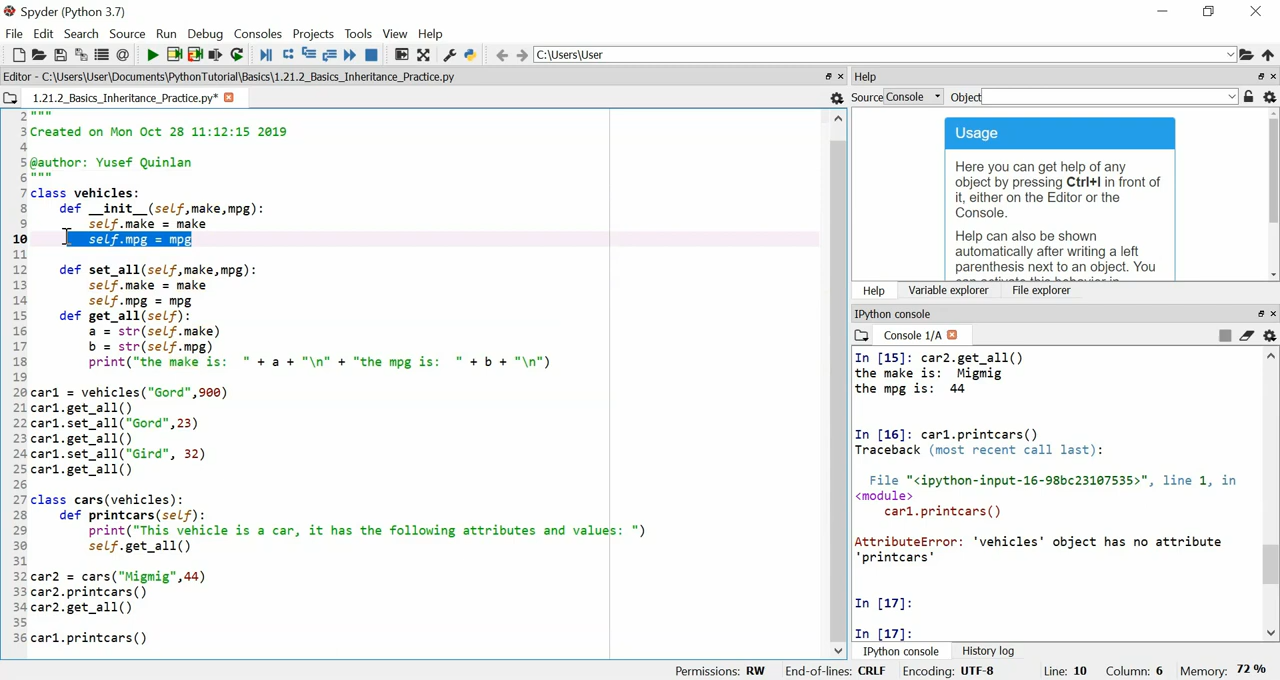 Spyder (Python 3.7)
File Edit Search Source Run Debug Consoles Projects Tools View Help
C:\Users\User
Editor - C:\Users\User\Documents\PythonTutorial\Basics\1.21.2_Basics_Inheritance_Practice.py
Help
1.21.2_Basics_Inheritance_Practice.py*
Source Console Object
2 """
3 Created on Mon Oct 28 11:12:15 2019
4
5 @author: Yusef Quinlan
6 """
7 class vehicles:
8 def __init__(self,make,mpg):
9 self.make = make
10 self.mpg = mpg
11
12 def set_all(self,make,mpg):
13 self.make = make
14 self.mpg = mpg
15 def get_all(self):
16 a = str(self.make)
17 b = str(self.mpg)
18 print("the make is:  " + a + "\n" + "the mpg is:  " + b + "\n")
19
20 car1 = vehicles("Gord",900)
21 car1.get_all()
22 car1.set_all("Gord",23)
23 car1.get_all()
24 car1.set_all("Gird", 32)
25 car1.get_all()
26
27 class cars(vehicles):
28 def printcars(self):
29 print("This vehicle is a car, it has the following attributes and values: ")
30 self.get_all()
31
32 car2 = cars("Migmig",44)
33 car2.printcars()
34 car2.get_all()
35
36 car1.printcars()
Usage
Here you can get help of any
object by pressing Ctrl+I in front of
it, either on the Editor or the
Console.
Help can also be shown
automatically after writing a left
parenthesis next to an object. You
can activate this behavior in
Help Variable explorer File explorer
IPython console
Console 1/A
In [15]: car2.get_all()
the make is:  Migmig
the mpg is:  44
In [16]: car1.printcars()
Traceback (most recent call last):
File "<ipython-input-16-98bc23107535>", line 1, in
<module>
car1.printcars()
AttributeError: 'vehicles' object has no attribute
'printcars'
In [17]:
In [17]:
IPython console History log
Permissions: RW End-of-lines: CRLF Encoding: UTF-8 Line: 10 Column: 6 Memory: 72 %